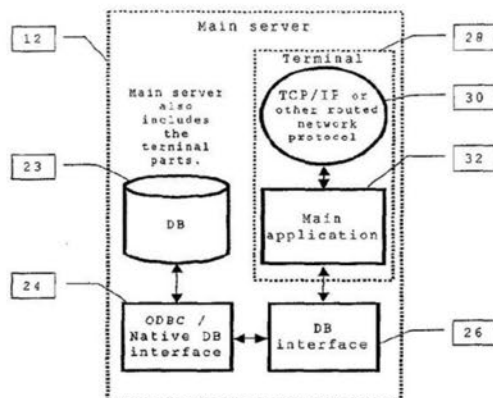 Main server
12
28
Terminal
TCP/IP or
other routed
network
protocol
30
Main server
also
includes
the
terminal
parts.
32
23
DB
Main
application
24
ODBC /
Native DB
interface
DB
interface
26